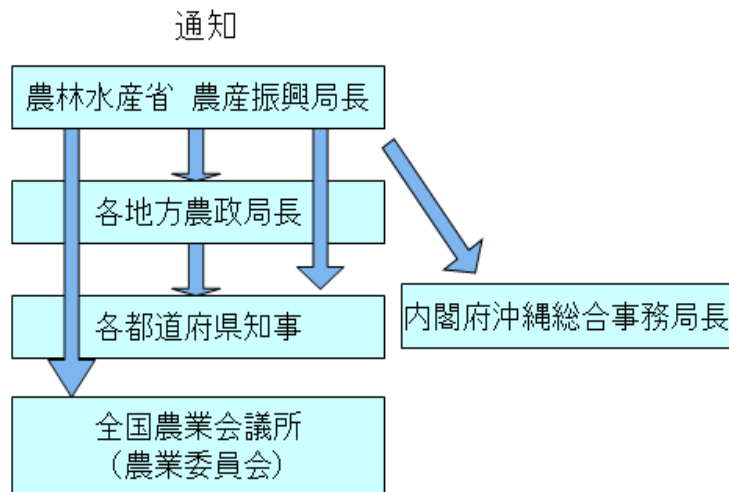 通知
農林水産省 農産振興局長
各地方農政局長
各都道府県知事
内閣府沖縄総合事務局長
全国農業会議所
(農業委員会)